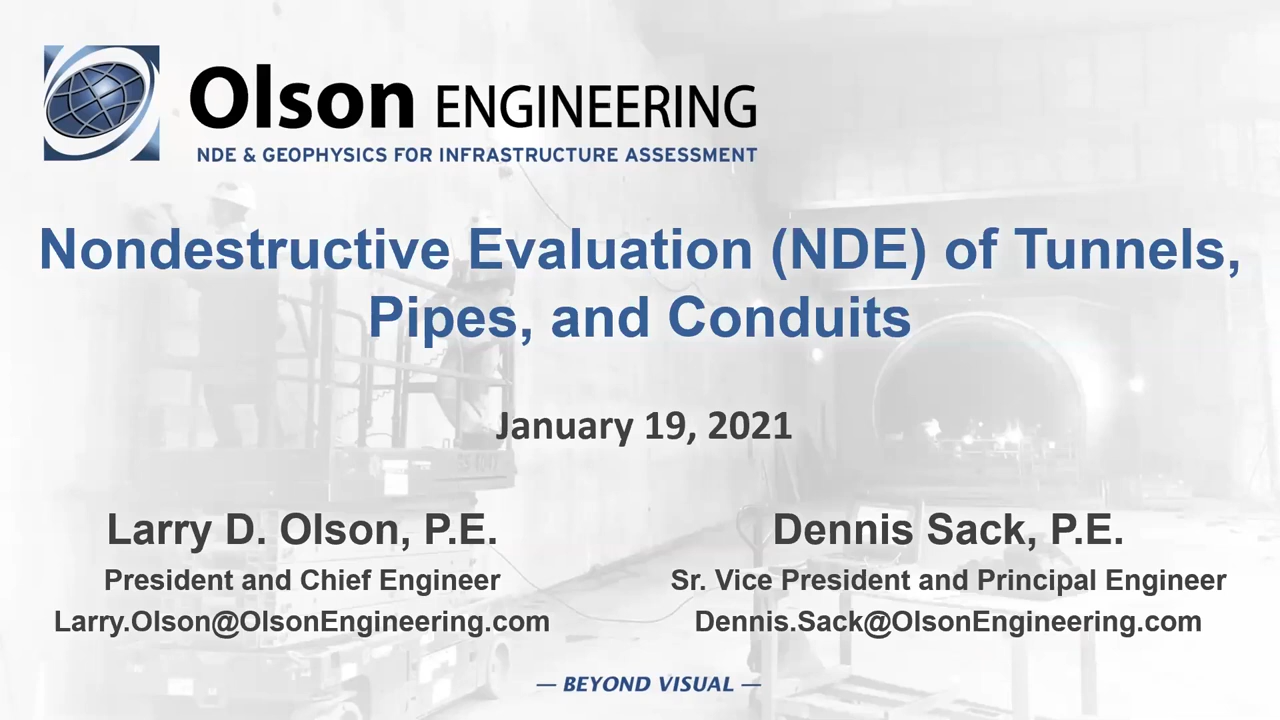 Olson ENGINEERING
NDE & GEOPHYSICS FOR INFRASTRUCTURE ASSESSMENT
Nondestructive Evaluation (NDE) of Tunnels,
Pipes, and Conduits
January 19, 2021
Larry D. Olson, P.E.
President and Chief Engineer
Larry.Olson@OlsonEngineering.com
Dennis Sack, P.E.
Sr. Vice President and Principal Engineer
Dennis.Sack@OlsonEngineering.com
— BEYOND VISUAL —